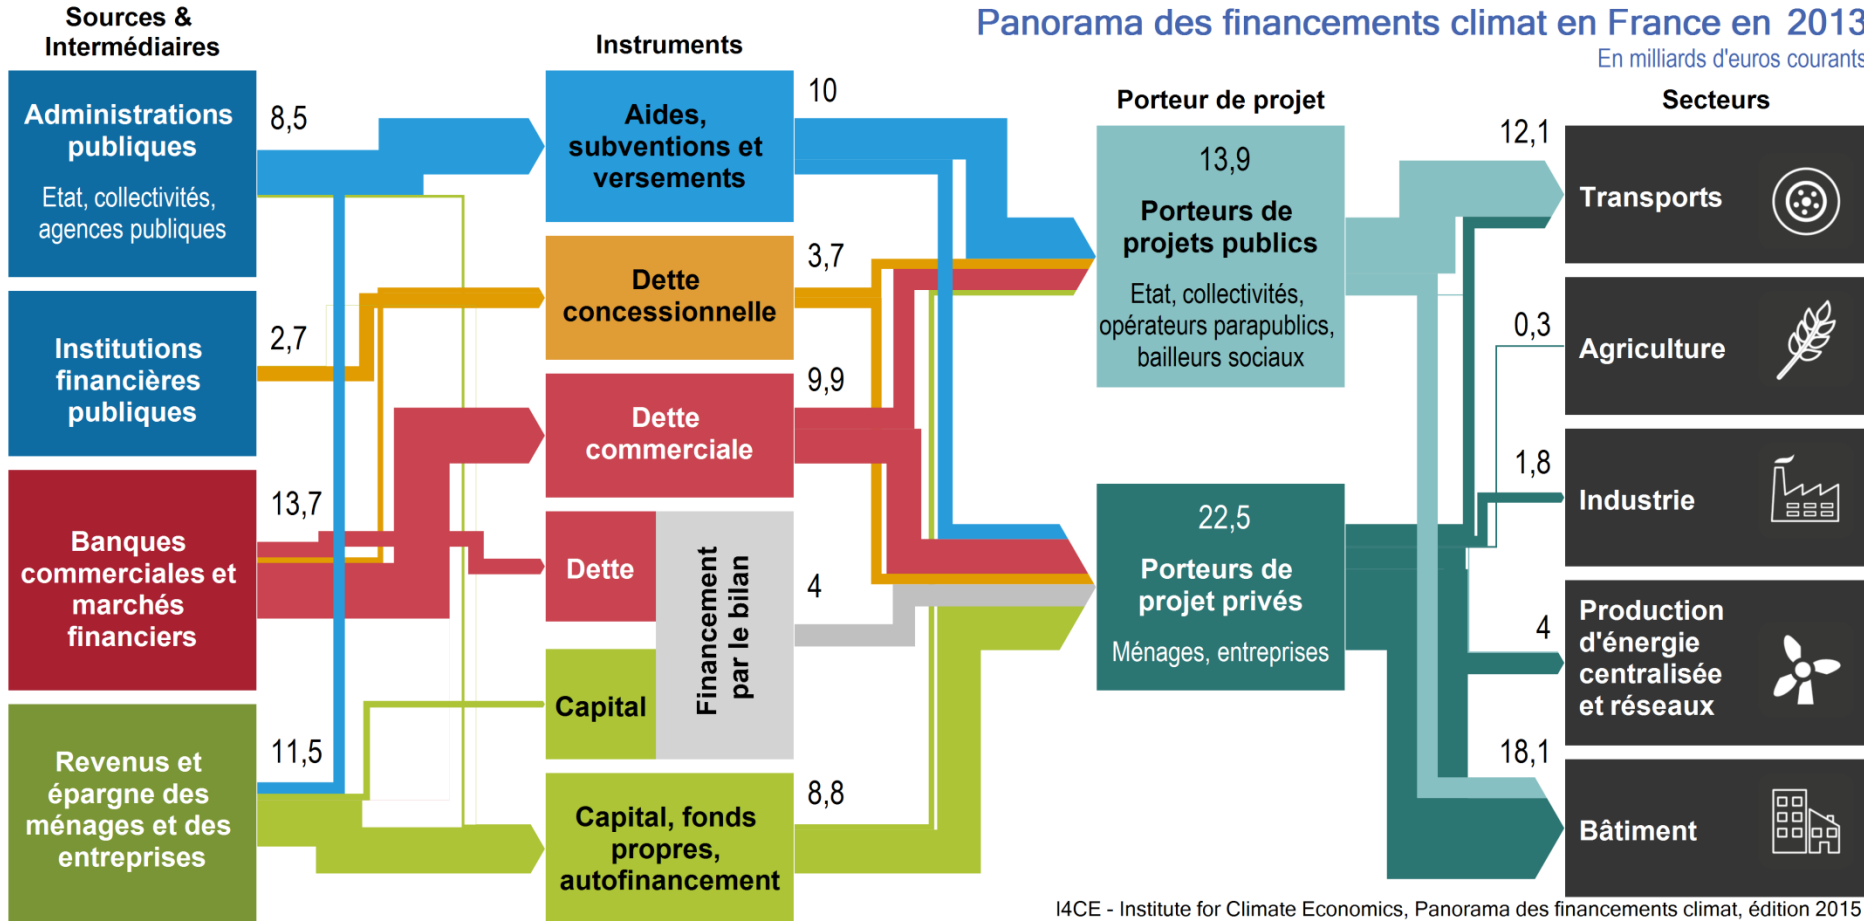 Panorama des financements climat en France en 2013
En milliards d'euros courants
Sources &
Intermédiaires
Administrations
publiques
Etat, collectivités,
agences publiques
8,5
Institutions
financières
publiques
2,7
Banques
commerciales et
marchés
financiers
13,7
Revenus et
épargne des
ménages et des
entreprises
11,5
Instruments
Aides,
subventions et
versements
10
Dette
concessionnelle
3,7
Dette
commerciale
9,9
Dette
Capital
Financement
par le bilan
4
Capital, fonds
propres,
autofinancement
8,8
Porteur de projet
13,9
Porteurs de
projets publics
Etat, collectivités,
opérateurs parapublics,
bailleurs sociaux
22,5
Porteurs de
projet privés
Ménages, entreprises
Secteurs
12,1
Transports
0,3
Agriculture
1,8
Industrie
4
Production
d'énergie
centralisée
et réseaux
18,1
Bâtiment
I4CE - Institute for Climate Economics, Panorama des financements climat, édition 2015